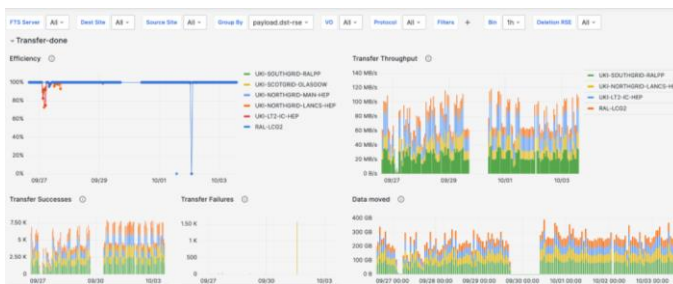 FTS Server All Dest Site All Source Site All Group By payload.dst-rse VO All Protocol All Filters + Bin 1h Deletion RSE All
Transfer-done
Efficiency
100%
80%
60%
40%
20%
0%
09/27 09/29 10/01 10/03
UKI-SOUTHGRID-RALPP
UKI-SCOTGRID-GLASGOW
UKI-NORTHGRID-MAN-HEP
UKI-NORTHGRID-LANCS-HEP
UKI-LT2-IC-HEP
RAL-LCG2
Transfer Throughput
140 MB/s
120 MB/s
100 MB/s
80 MB/s
60 MB/s
40 MB/s
20 MB/s
0 B/s
09/27 09/29 10/01 10/03
UKI-SOUTHGRID-RALPP
UKI-NORTHGRID-LANCS-H
UKI-LT2-IC-HEP
RAL-LCG2
Transfer Successes
7.50 K
5 K
2.50 K
0
09/27 09/30 10/03
Transfer Failures
2 K
1.50 K
1 K
500
0
09/27 09/30 10/03
Data moved
400 GB
300 GB
200 GB
100 GB
0 B
09/27 00:00 09/28 00:00 09/29 00:00 09/30 00:00 10/01 00:00 10/02 00:00 10/03 00:00